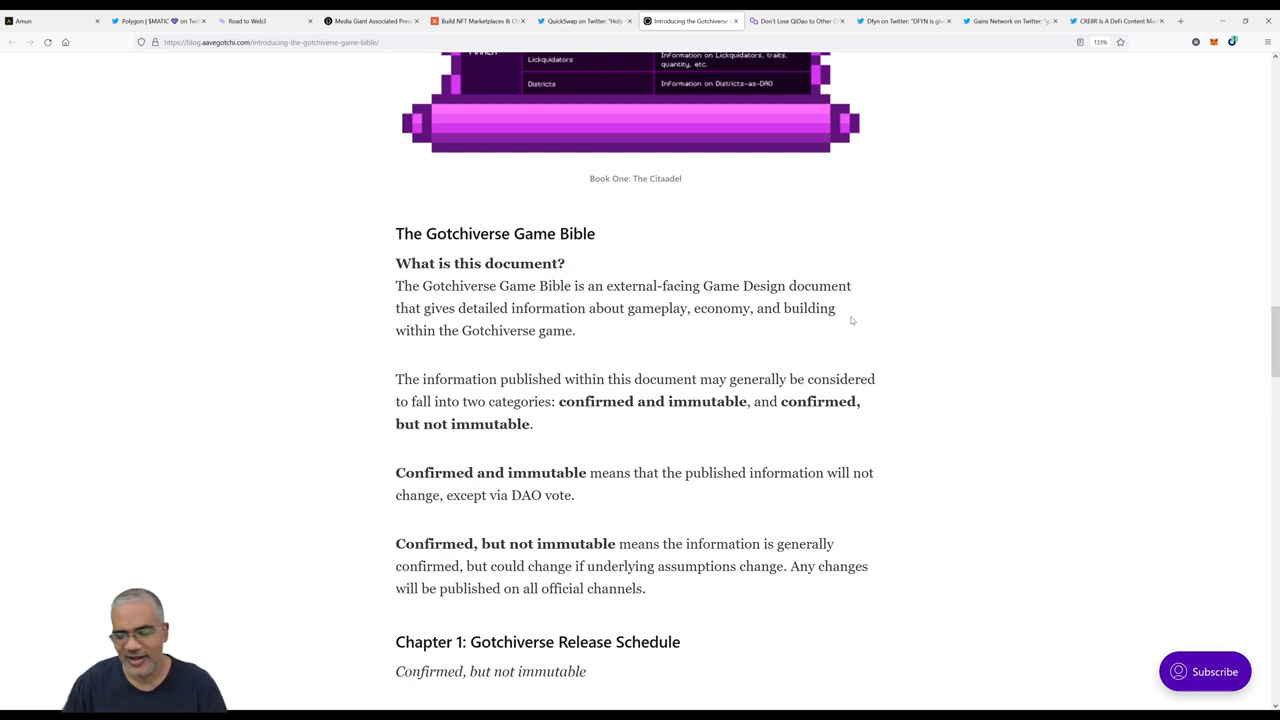 Amun
Polygon | $MATIC 💜 on Twi
Road to Web3
Media Giant Associated Pres
Build NFT Marketplaces & Ot
QuickSwap on Twitter: "Holy
Introducing the Gotchiverse G
Don't Lose QiDao to Other C
Dfyn on Twitter: "DFYN is give
Gains Network on Twitter: "g
CRE8R Is A DeFi Content Ma
https://blog.aavegotchi.com/introducing-the-gotchiverse-game-bible/
133%
Lickquidators
Information on Lickquidators, traits,
quantity, etc.
Districts
Information on Districts-as-DAO
Book One: The Citaadel
The Gotchiverse Game Bible
What is this document?
The Gotchiverse Game Bible is an external-facing Game Design document
that gives detailed information about gameplay, economy, and building
within the Gotchiverse game.
The information published within this document may generally be considered
to fall into two categories: confirmed and immutable, and confirmed,
but not immutable.
Confirmed and immutable means that the published information will not
change, except via DAO vote.
Confirmed, but not immutable means the information is generally
confirmed, but could change if underlying assumptions change. Any changes
will be published on all official channels.
Chapter 1: Gotchiverse Release Schedule
Confirmed, but not immutable
Subscribe